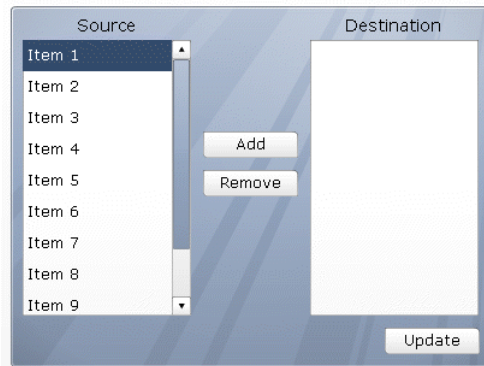 Source
Destination
Item 1
Item 2
Item 3
Item 4
Item 5
Item 6
Item 7
Item 8
Item 9
Add
Remove
Update